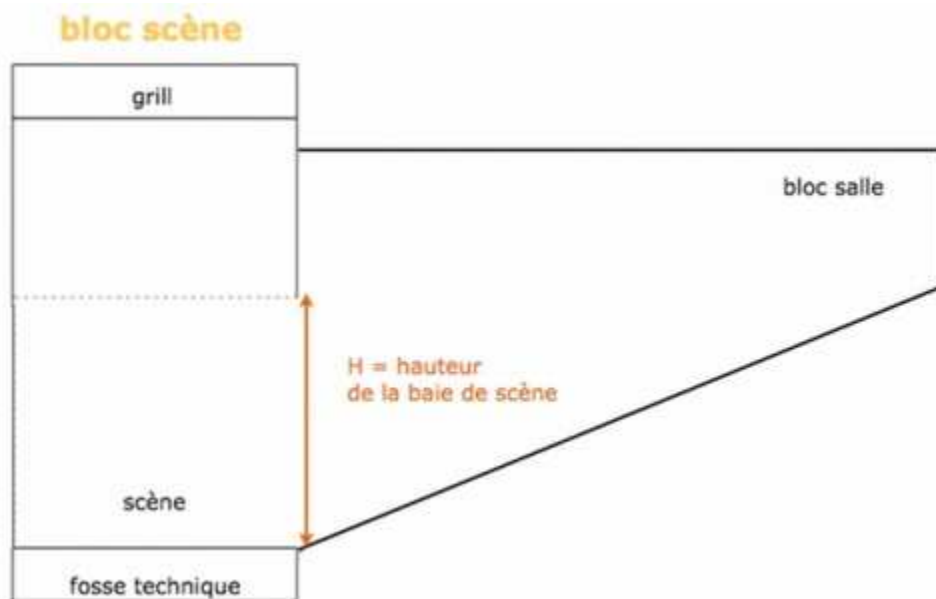 bloc scène
grill
bloc salle
H = hauteur
de la baie de scène
scène
fosse technique